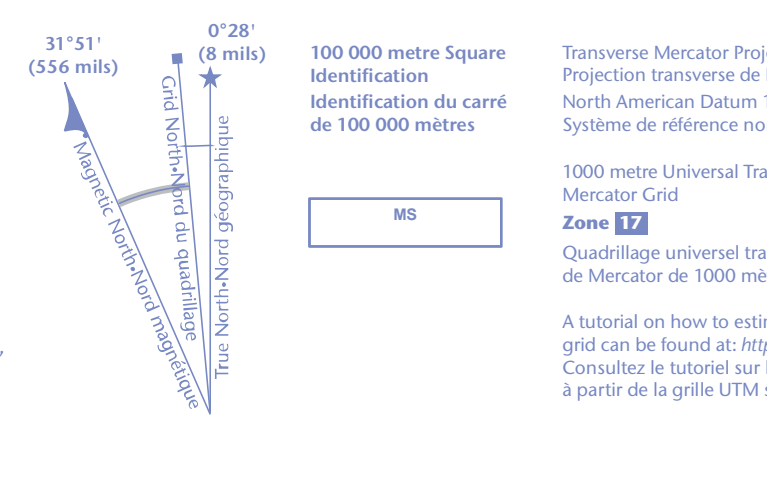 31°51'
(556 mils)
0°28'
(8 mils)
Magnetic North•Nord magnétique
Grid North•Nord du quadrillage
True North•Nord géographique
100 000 metre Square
Identification
Identification du carré
de 100 000 mètres
MS
Transverse Mercator
Projection transverse de
North American Datum
Système de référence
1000 metre Universal
Mercator Grid
Zone 17
Quadrillage universel
de Mercator de 1000
A tutorial on how to
grid can be found at:
Consultez le tutoriel sur
à partir de la grille UTM